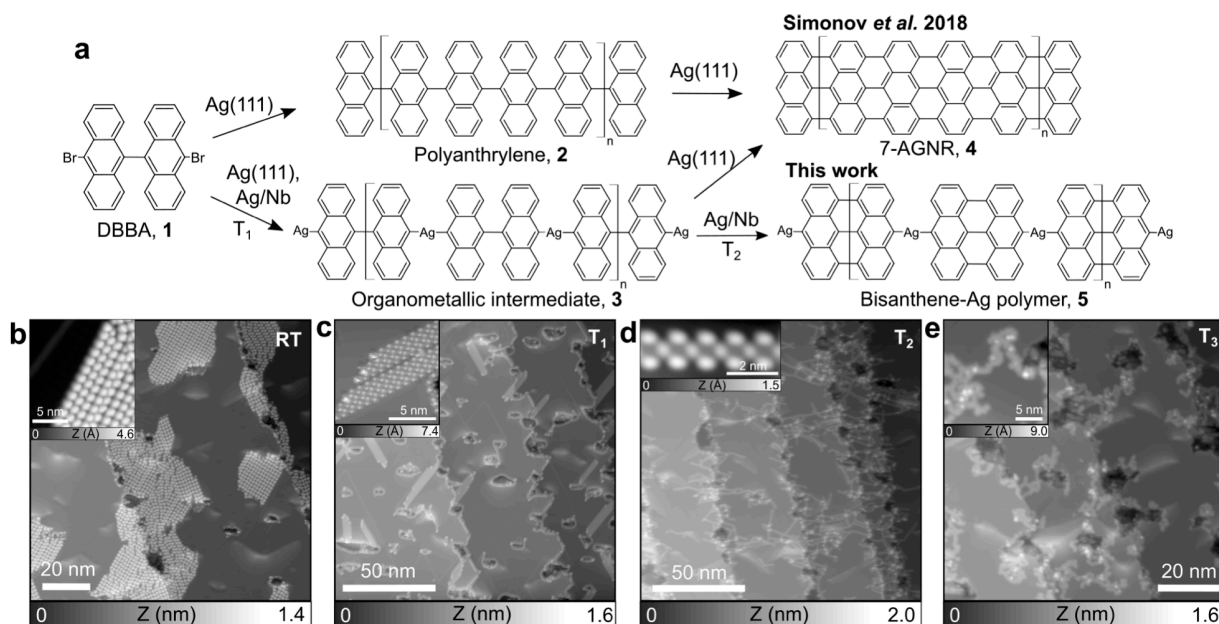 a
Simonov et al. 2018
Ag(111)
Ag(111)
Br
Br
n
n
Polyanthrylene, 2
7-AGNR, 4
Ag(111),
Ag/Nb
T1
DBBA, 1
Ag(111)
This work
Ag
Ag
Ag
Ag
Ag/Nb
T2
Ag
Ag
Ag
Ag
n
n
Organometallic intermediate, 3
Bisanthene-Ag polymer, 5
b
RT
5 nm
0 Z (Å) 4.6
20 nm
0 Z (nm) 1.4
c
T1
5 nm
0 Z (Å) 7.4
50 nm
0 Z (nm) 1.6
d
T2
2 nm
0 Z (Å) 1.5
50 nm
0 Z (nm) 2.0
e
T3
5 nm
0 Z (Å) 9.0
20 nm
0 Z (nm) 1.6